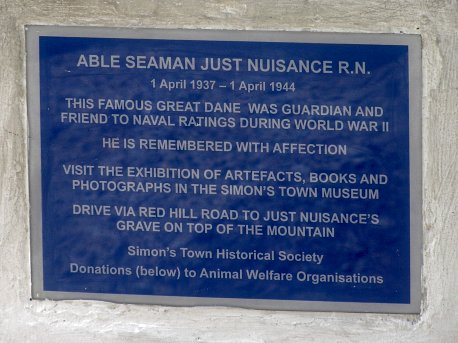 ABLE SEAMAN JUST NUISANCE R.N.
1 April 1937 – 1 April 1944
THIS FAMOUS GREAT DANE WAS GUARDIAN AND
FRIEND TO NAVAL RATINGS DURING WORLD WAR II
HE IS REMEMBERED WITH AFFECTION
VISIT THE EXHIBITION OF ARTEFACTS, BOOKS AND
PHOTOGRAPHS IN THE SIMON'S TOWN MUSEUM
DRIVE VIA RED HILL ROAD TO JUST NUISANCE'S
GRAVE ON TOP OF THE MOUNTAIN
Simon's Town Historical Society
Donations (below) to Animal Welfare Organisations